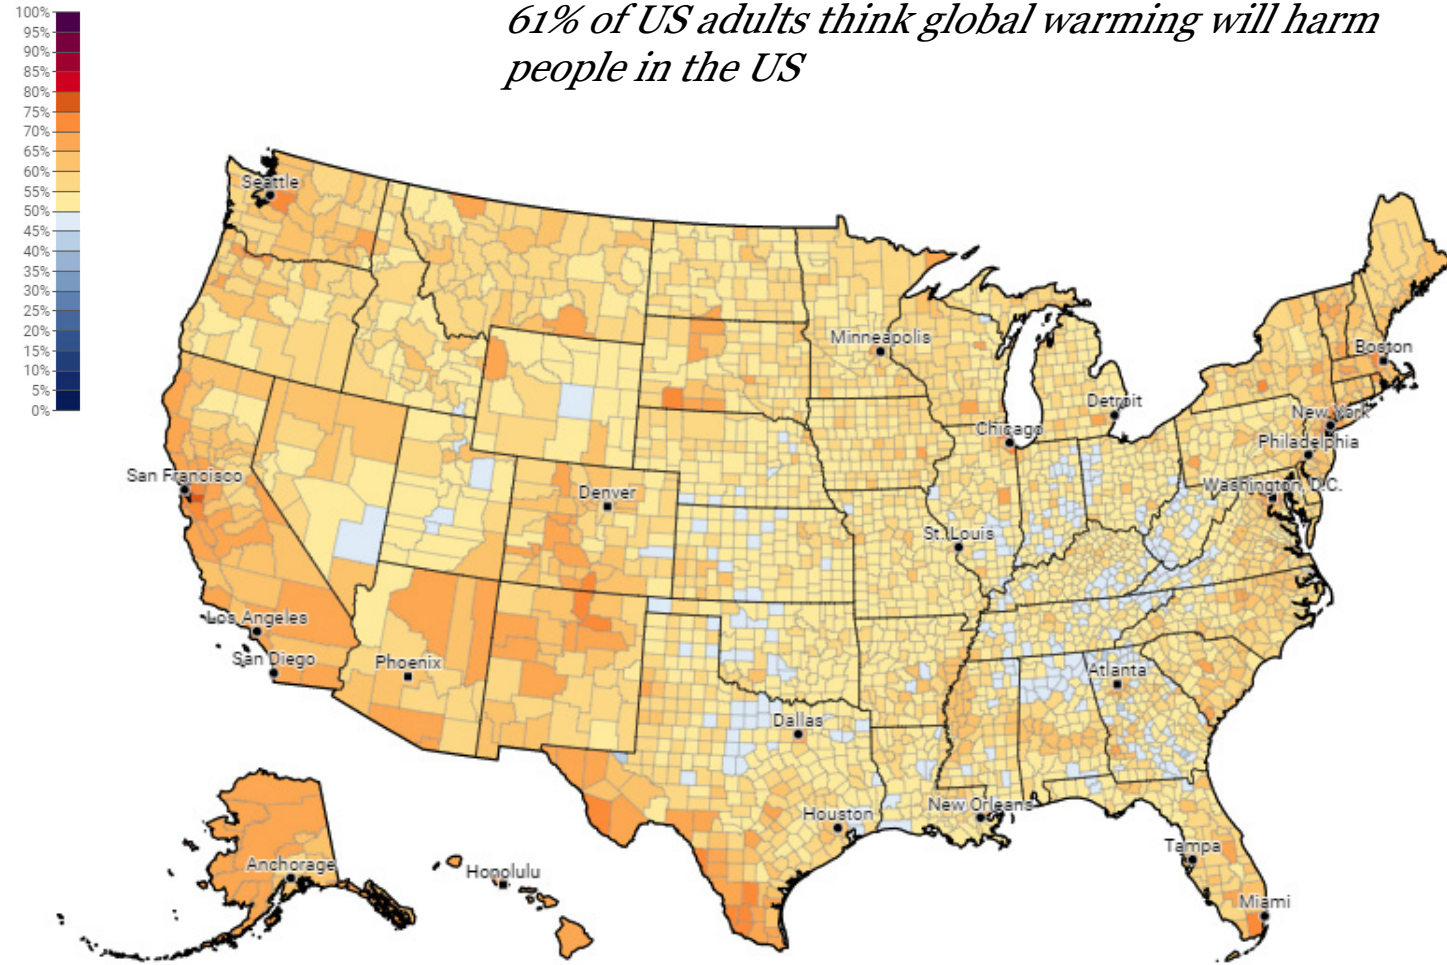 61% of US adults think global warming will harm
people in the US
100%
95%
90%
85%
80%
75%
70%
65%
60%
55%
50%
45%
40%
35%
30%
25%
20%
15%
10%
5%
0%
Seattle
Minneapolis
Boston
Detroit
New York
Chicago
Philadelphia
San Francisco
Washington, D.C.
Denver
St. Louis
Los Angeles
San Diego
Phoenix
Atlanta
Dallas
New Orleans
Houston
Tampa
Anchorage
Honolulu
Miami